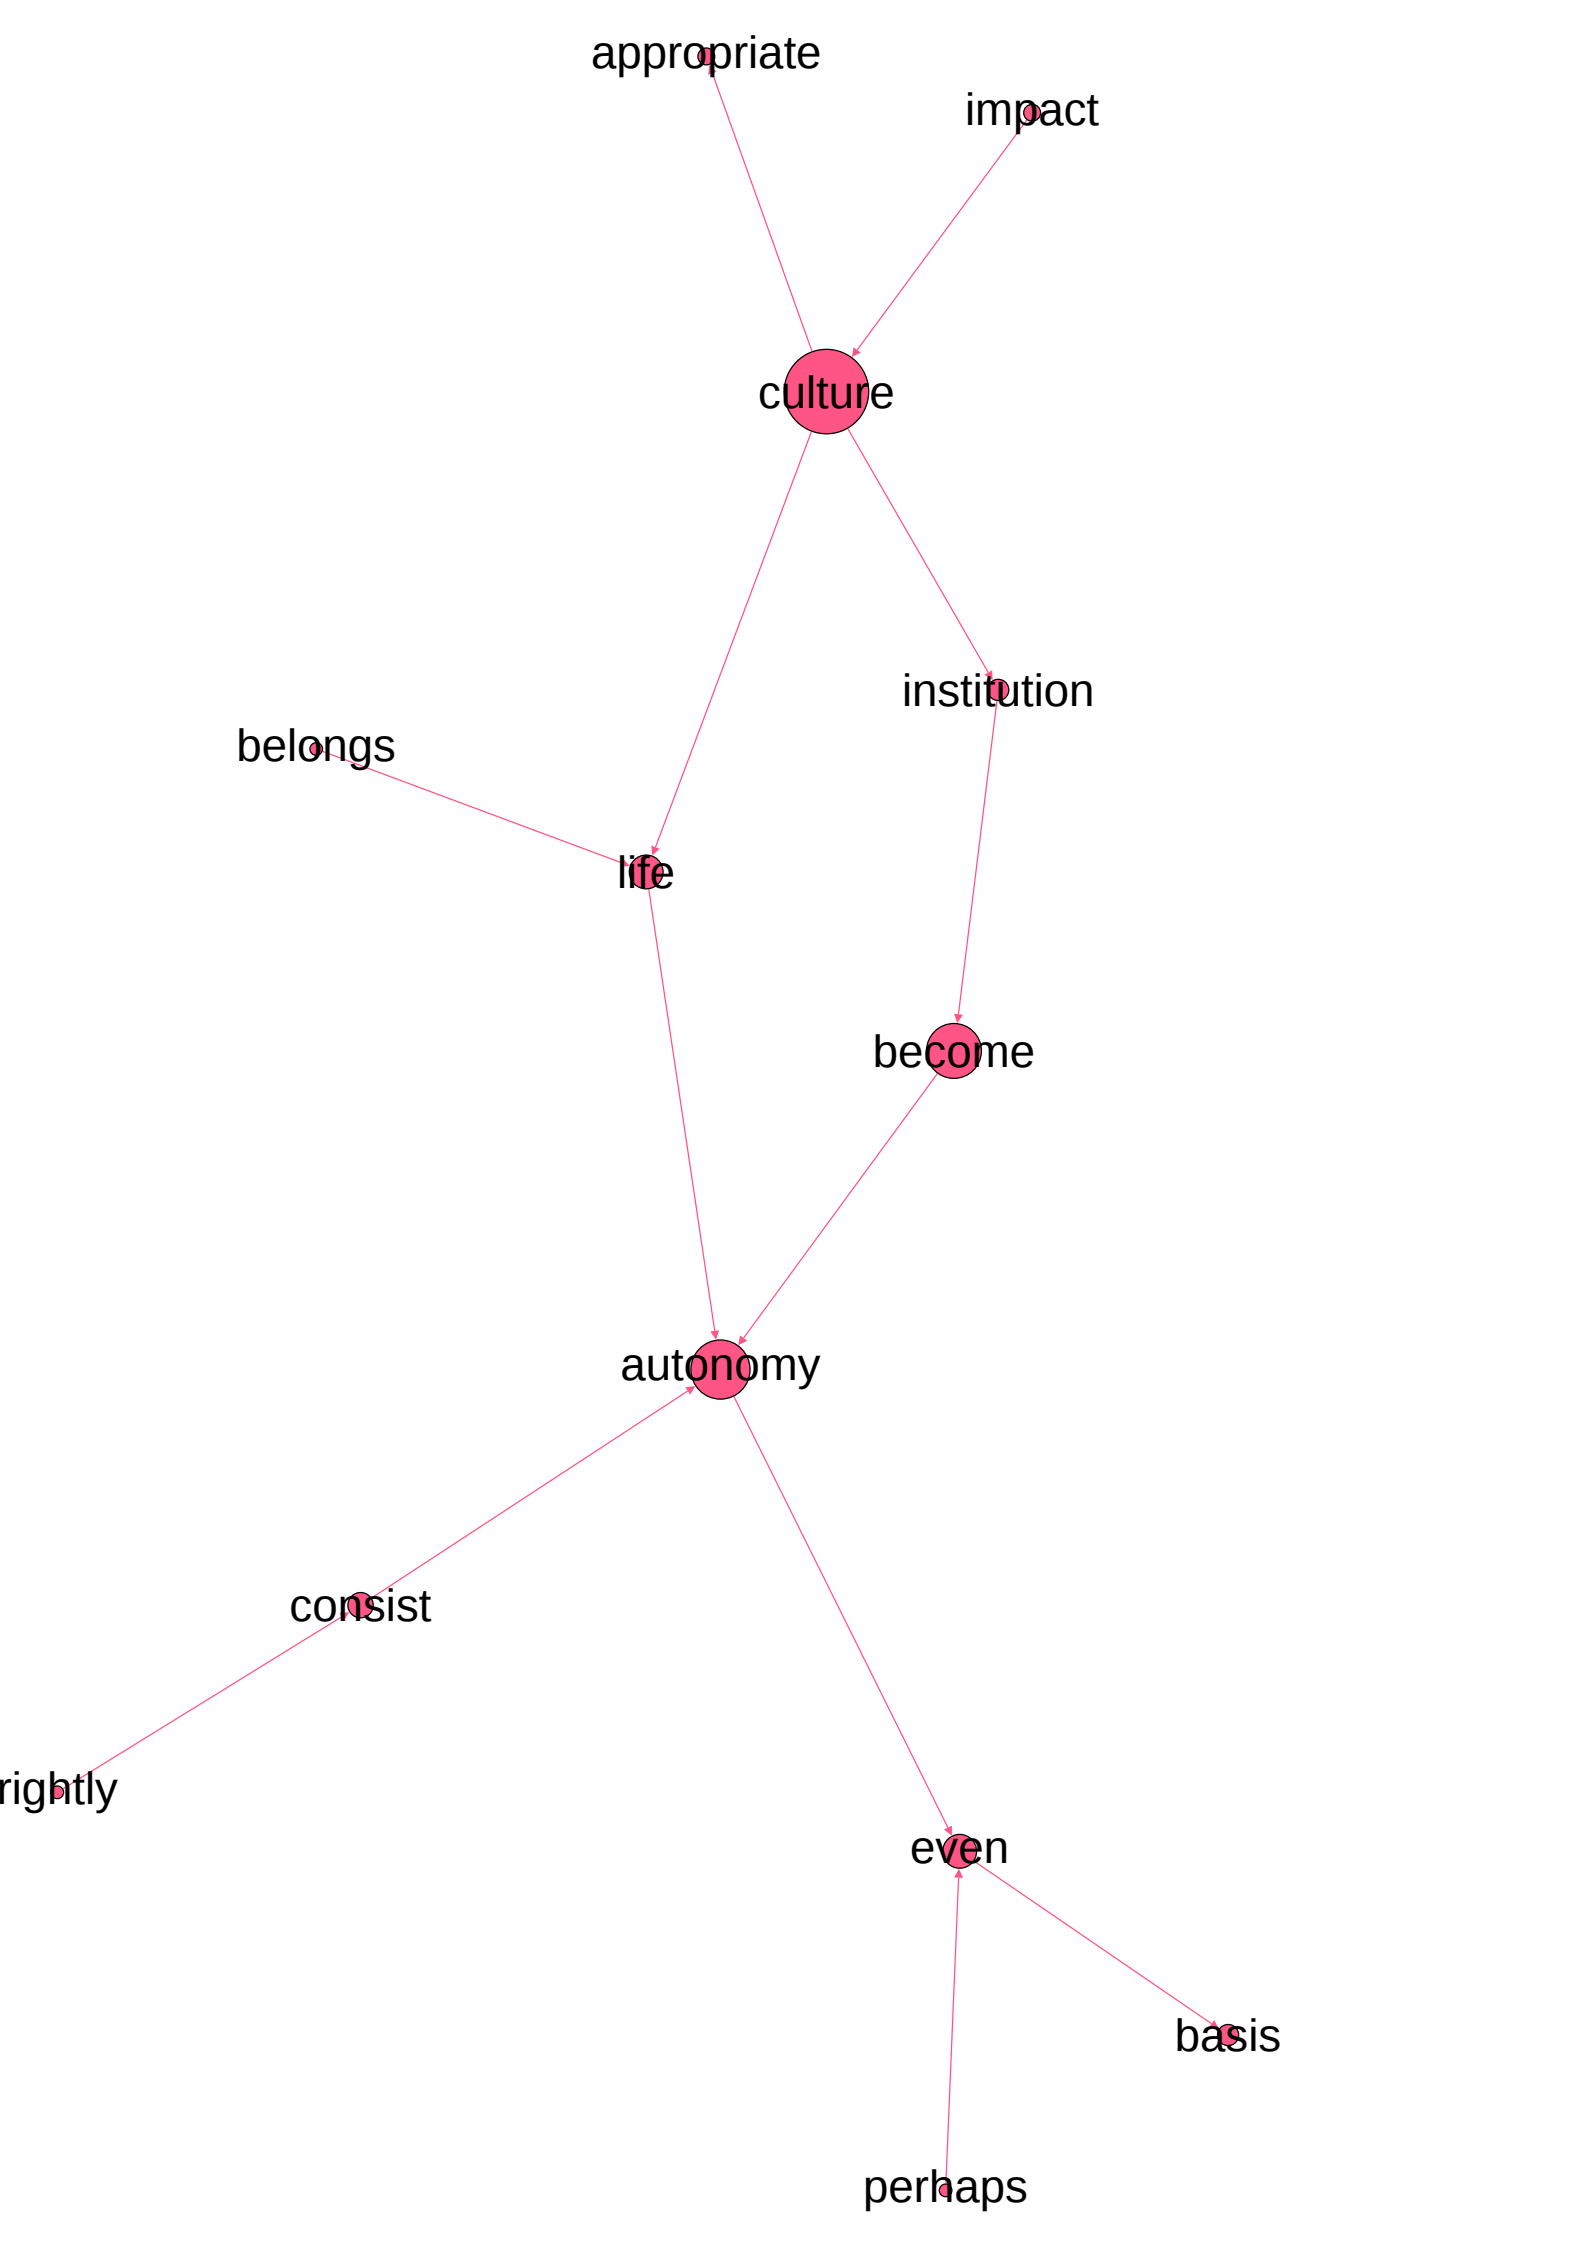 appropriate
impact
culture
institution
belongs
life
become
autonomy
consist
rightly
even
basis
perhaps